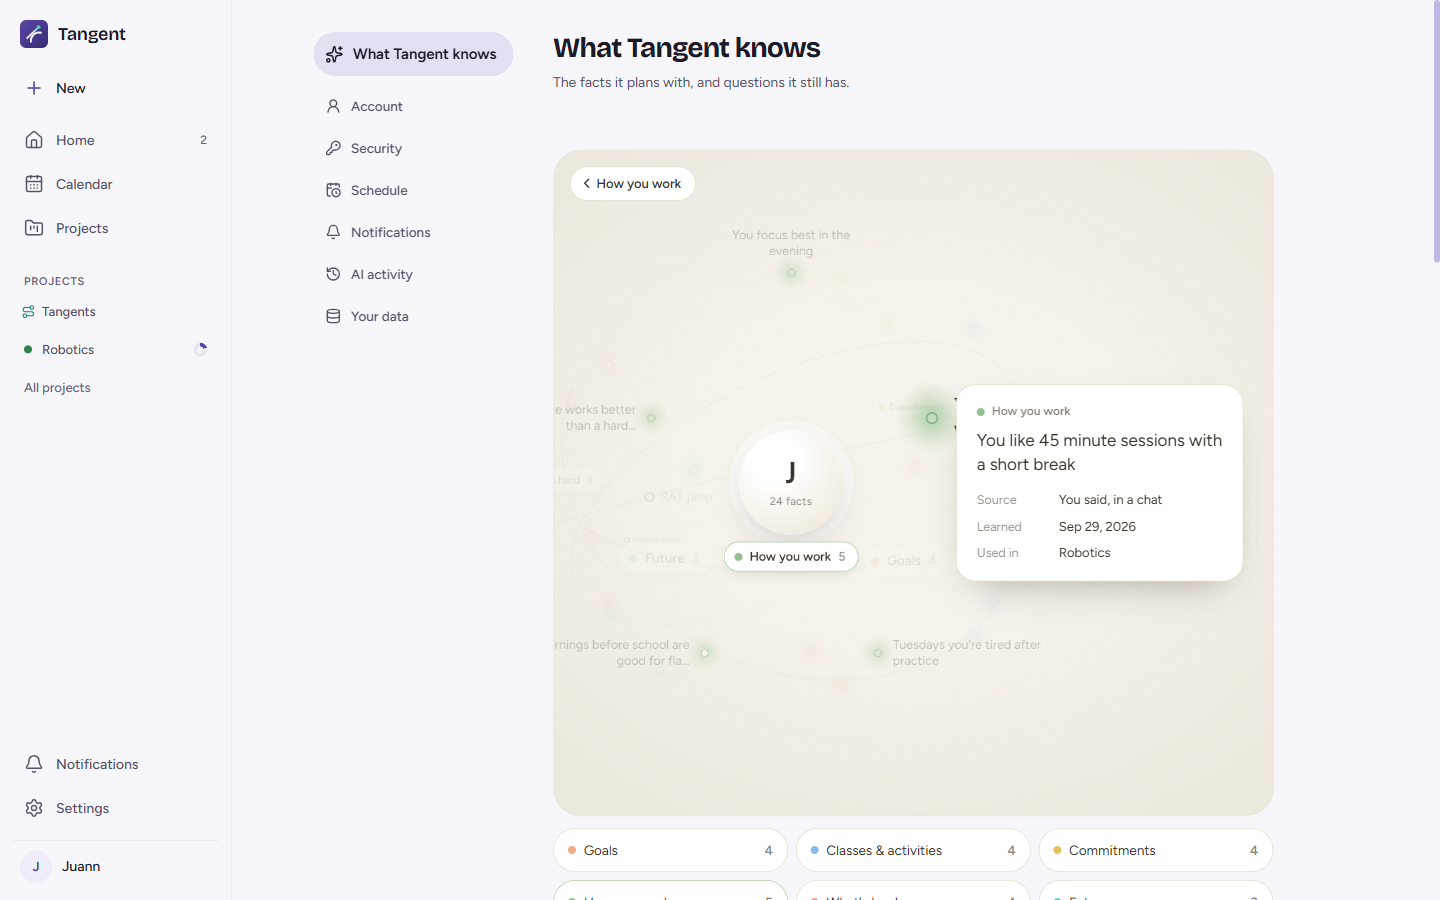 Tangent
New
Home 2
Calendar
Projects
PROJECTS
Tangents
Robotics
All projects
Notifications
Settings
J Juann
What Tangent knows
Account
Security
Schedule
Notifications
AI activity
Your data
What Tangent knows
The facts it plans with, and questions it still has.
How you work
You focus best in the
evening
works better
than a hard...
Commitments
hard 4
SAT prep
J
24 facts
Future 3
How you work 5
Goals 4
How you work
You like 45 minute sessions with
a short break
Source You said, in a chat
Learned Sep 29, 2026
Used in Robotics
before school are
good for fla...
Tuesdays you're tired after
practice
Goals 4
Classes & activities 4
Commitments 4